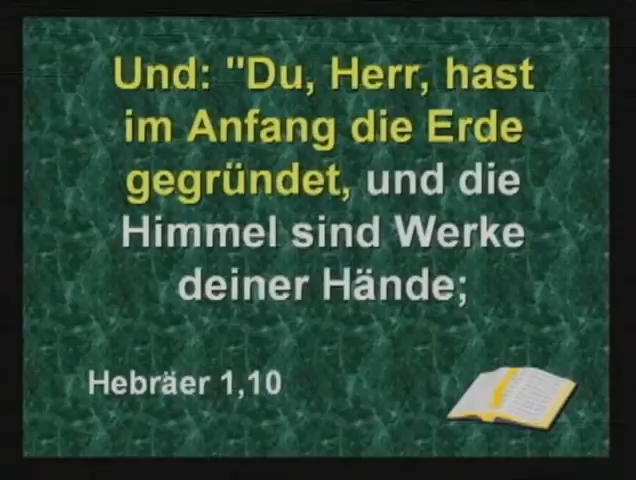 Und: "Du, Herr, hast
im Anfang die Erde
gegründet, und die
Himmel sind Werke
deiner Hände;
Hebräer 1,10